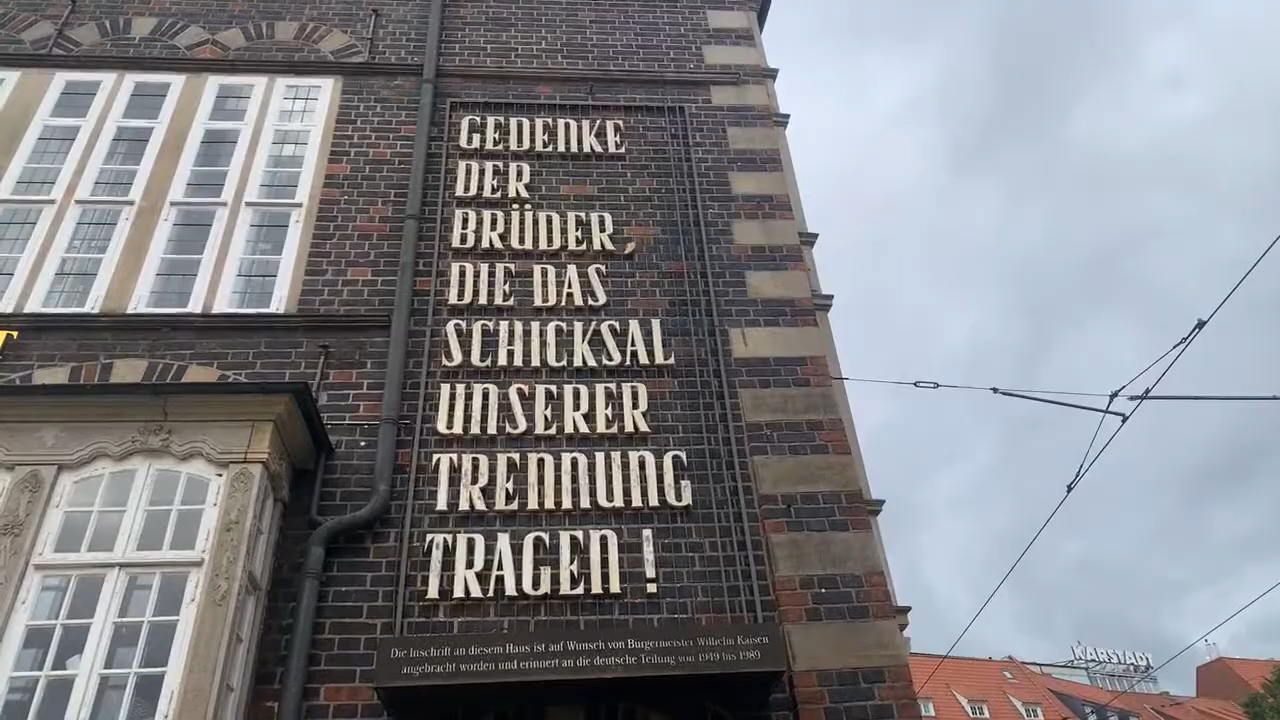 GEDENKE
DER
BRÜDER,
DIE DAS
SCHICKSAL
UNSERER
TRENNUNG
TRAGEN!
Die Inschrift an diesem Haus ist auf Wunsch von Bürgermeister Wilhelm Kaisen
angebracht worden und erinnert an die deutsche Teilung von 1949 bis 1989
T
KARSTADT